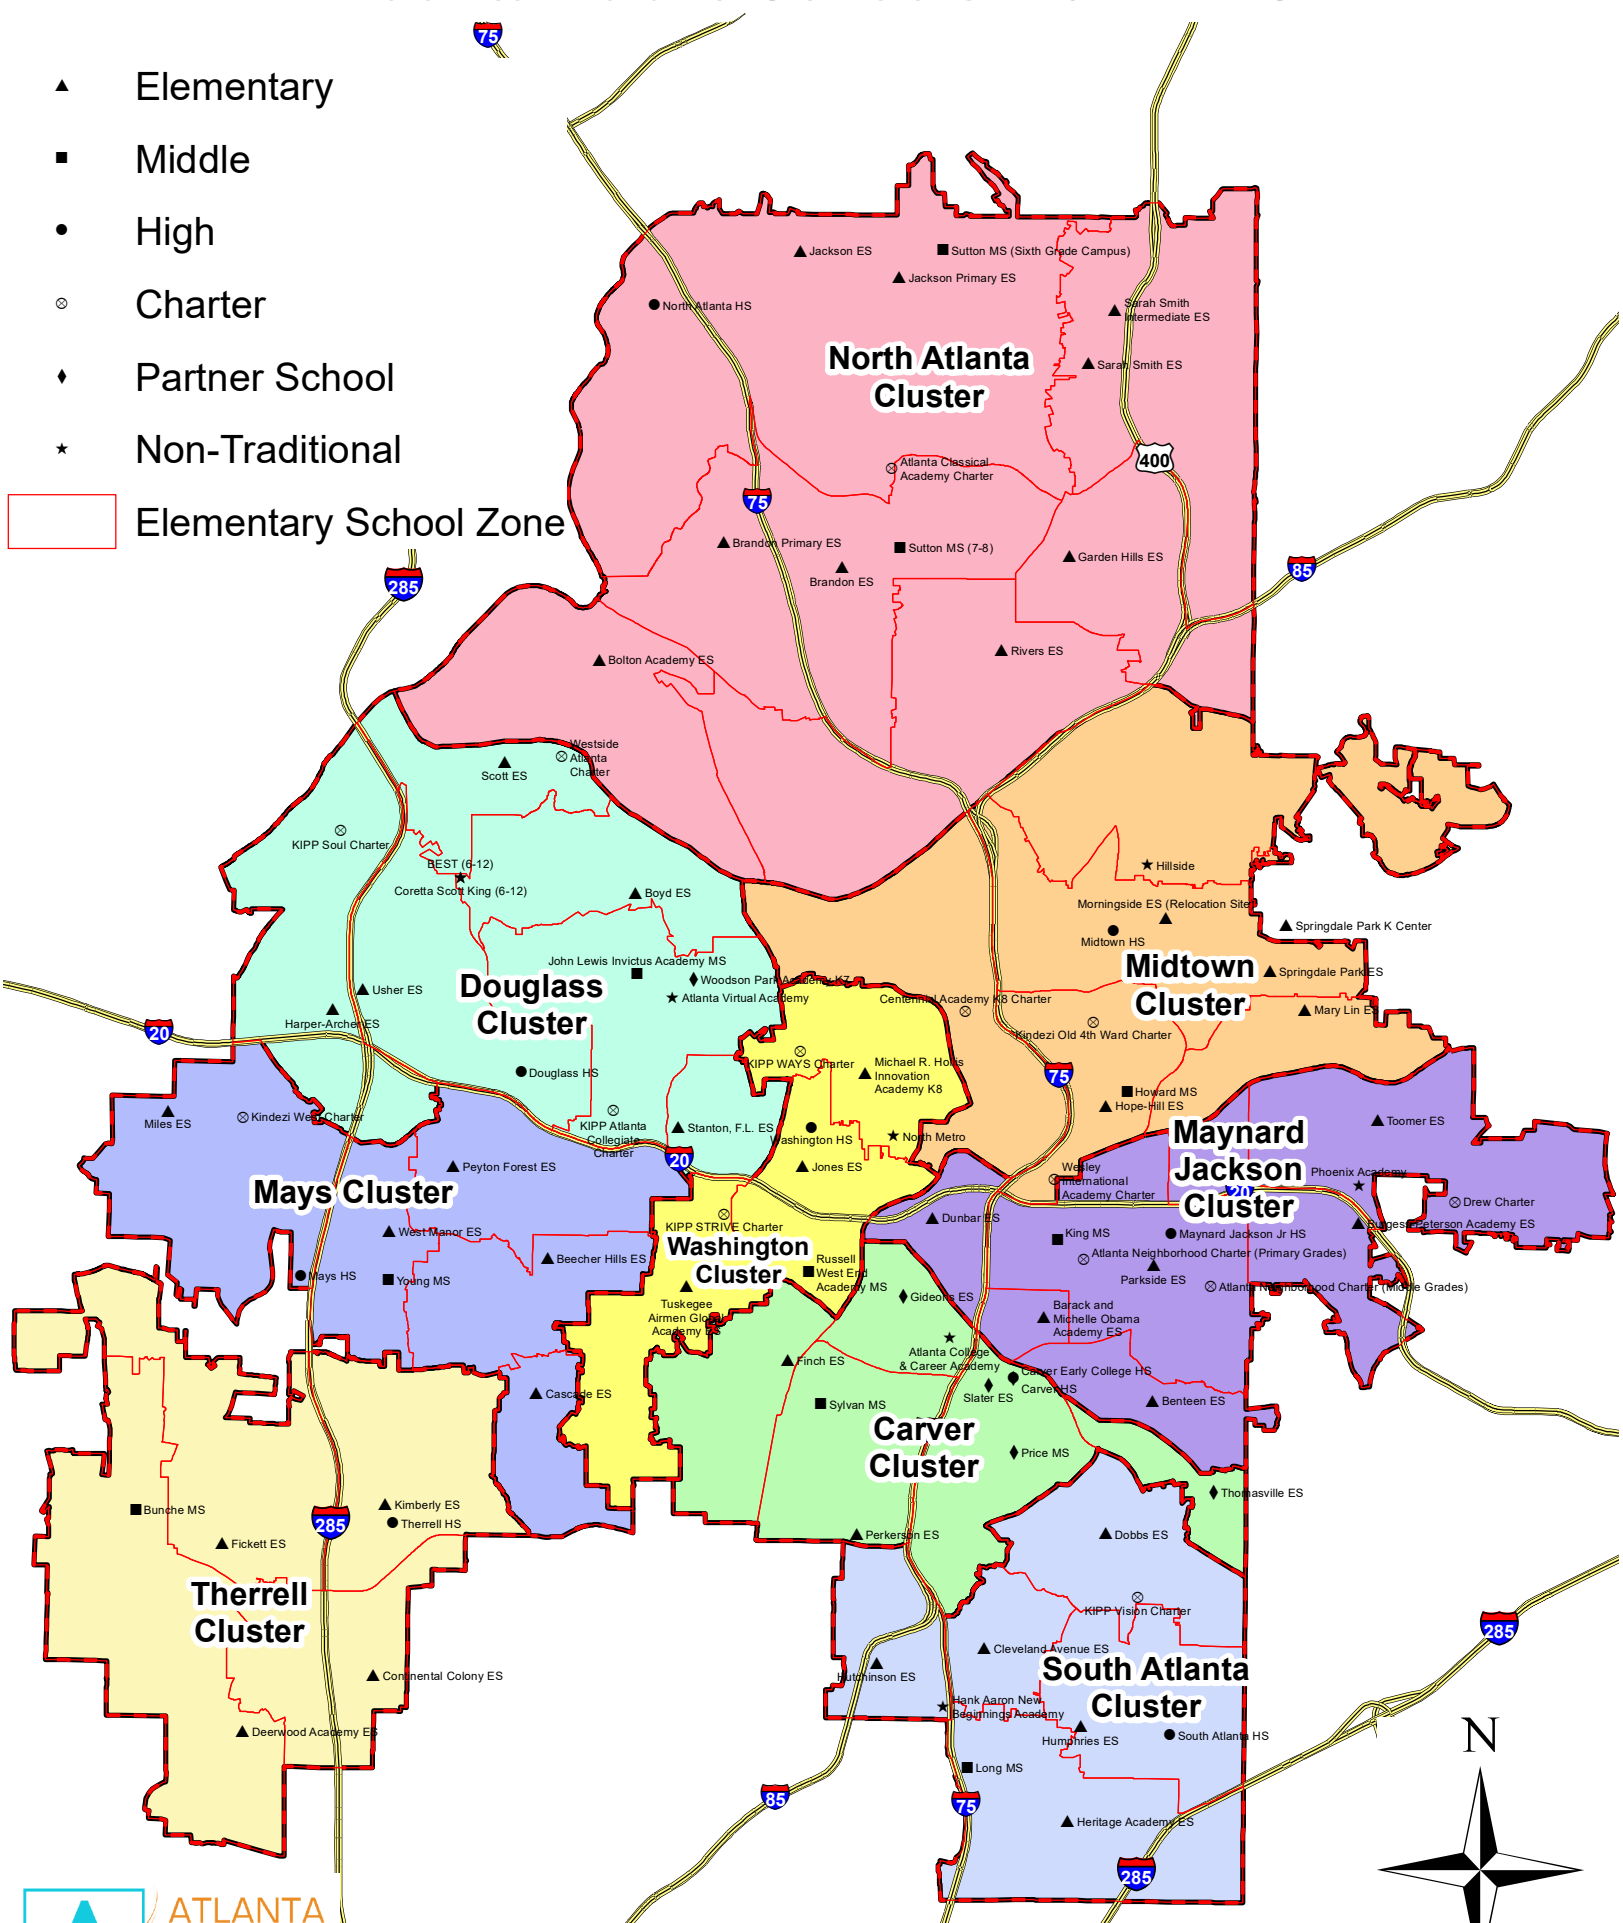 75
Elementary
Middle
High
Charter
Partner School
Non-Traditional
Elementary School Zone
285
Jackson ES
Sutton MS (Sixth Grade Campus)
Jackson Primary ES
North Atlanta HS
Sarah Smith
Intermediate ES
North Atlanta
Cluster
Sarah Smith ES
400
Atlanta Classical
Academy Charter
75
Brandon Primary ES
Sutton MS (7-8)
Brandon ES
Garden Hills ES
85
Rivers ES
Bolton Academy ES
Westside
Atlanta
Charter
Scott ES
KIPP Soul Charter
BEST (6-12)
Coretta Scott King (6-12)
Boyd ES
Hillside
Morningside ES (Relocation Site)
Midtown HS
Springdale Park K Center
John Lewis Invictus Academy MS
Woodson Park Academy K7
Atlanta Virtual Academy
Douglass
Cluster
Usher ES
Harper-Archer ES
Midtown
Cluster
Springdale Park ES
Mary Lin ES
Centennial Academy K8 Charter
Kindezi Old 4th Ward Charter
20
KIPP WAYS Charter
Michael R. Hollis
Innovation
Academy K8
75
Douglass HS
Howard MS
Hope-Hill ES
Miles ES
Kindezi West Charter
KIPP Atlanta
Collegiate
Charter
Stanton, F.L. ES
Washington HS
North Metro
Jones ES
20
Toomer ES
Maynard
Jackson
Cluster
Phoenix Academy
20
Drew Charter
Burgess-Peterson Academy ES
Peyton Forest ES
Mays Cluster
Wesley
International
Academy Charter
KIPP STRIVE Charter
Washington
Cluster
West Manor ES
Beecher Hills ES
Dunbar ES
King MS
Maynard Jackson Jr HS
Atlanta Neighborhood Charter (Primary Grades)
Parkside ES
Atlanta Neighborhood Charter (Middle Grades)
Mays HS
Young MS
Russell
West End
Academy MS
Tuskegee
Airmen Global
Academy ES
Gideons ES
Barack and
Michelle Obama
Academy ES
Atlanta College
& Career Academy
Finch ES
Carver Early College HS
Carver HS
Slater ES
Cascade ES
Sylvan MS
Benteen ES
Carver
Cluster
Price MS
Thomasville ES
Bunche MS
Kimberly ES
Therrell HS
285
Fickett ES
Perkerson ES
Dobbs ES
Therrell
Cluster
KIPP Vision Charter
285
Cleveland Avenue ES
Hutchinson ES
South Atlanta
Cluster
Continental Colony ES
Hank Aaron New
Beginnings Academy
Deerwood Academy ES
Humphries ES
South Atlanta HS
N
Long MS
85
75
Heritage Academy ES
285
ATLANTA